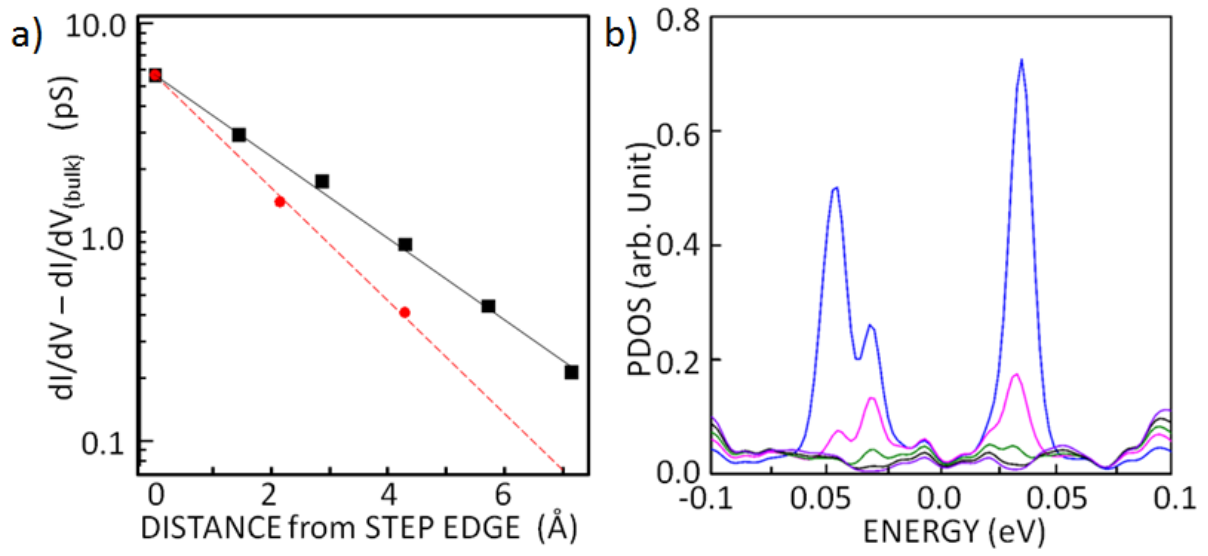 a)
10.0
1.0
0.1
dI/dV – dI/dV(bulk) (pS)
0 2 4 6
DISTANCE from STEP EDGE (Å)
b)
0.8
0.6
0.4
0.2
0.0
PDOS (arb. Unit)
-0.1 0.05 0.0 0.05 0.1
ENERGY (eV)